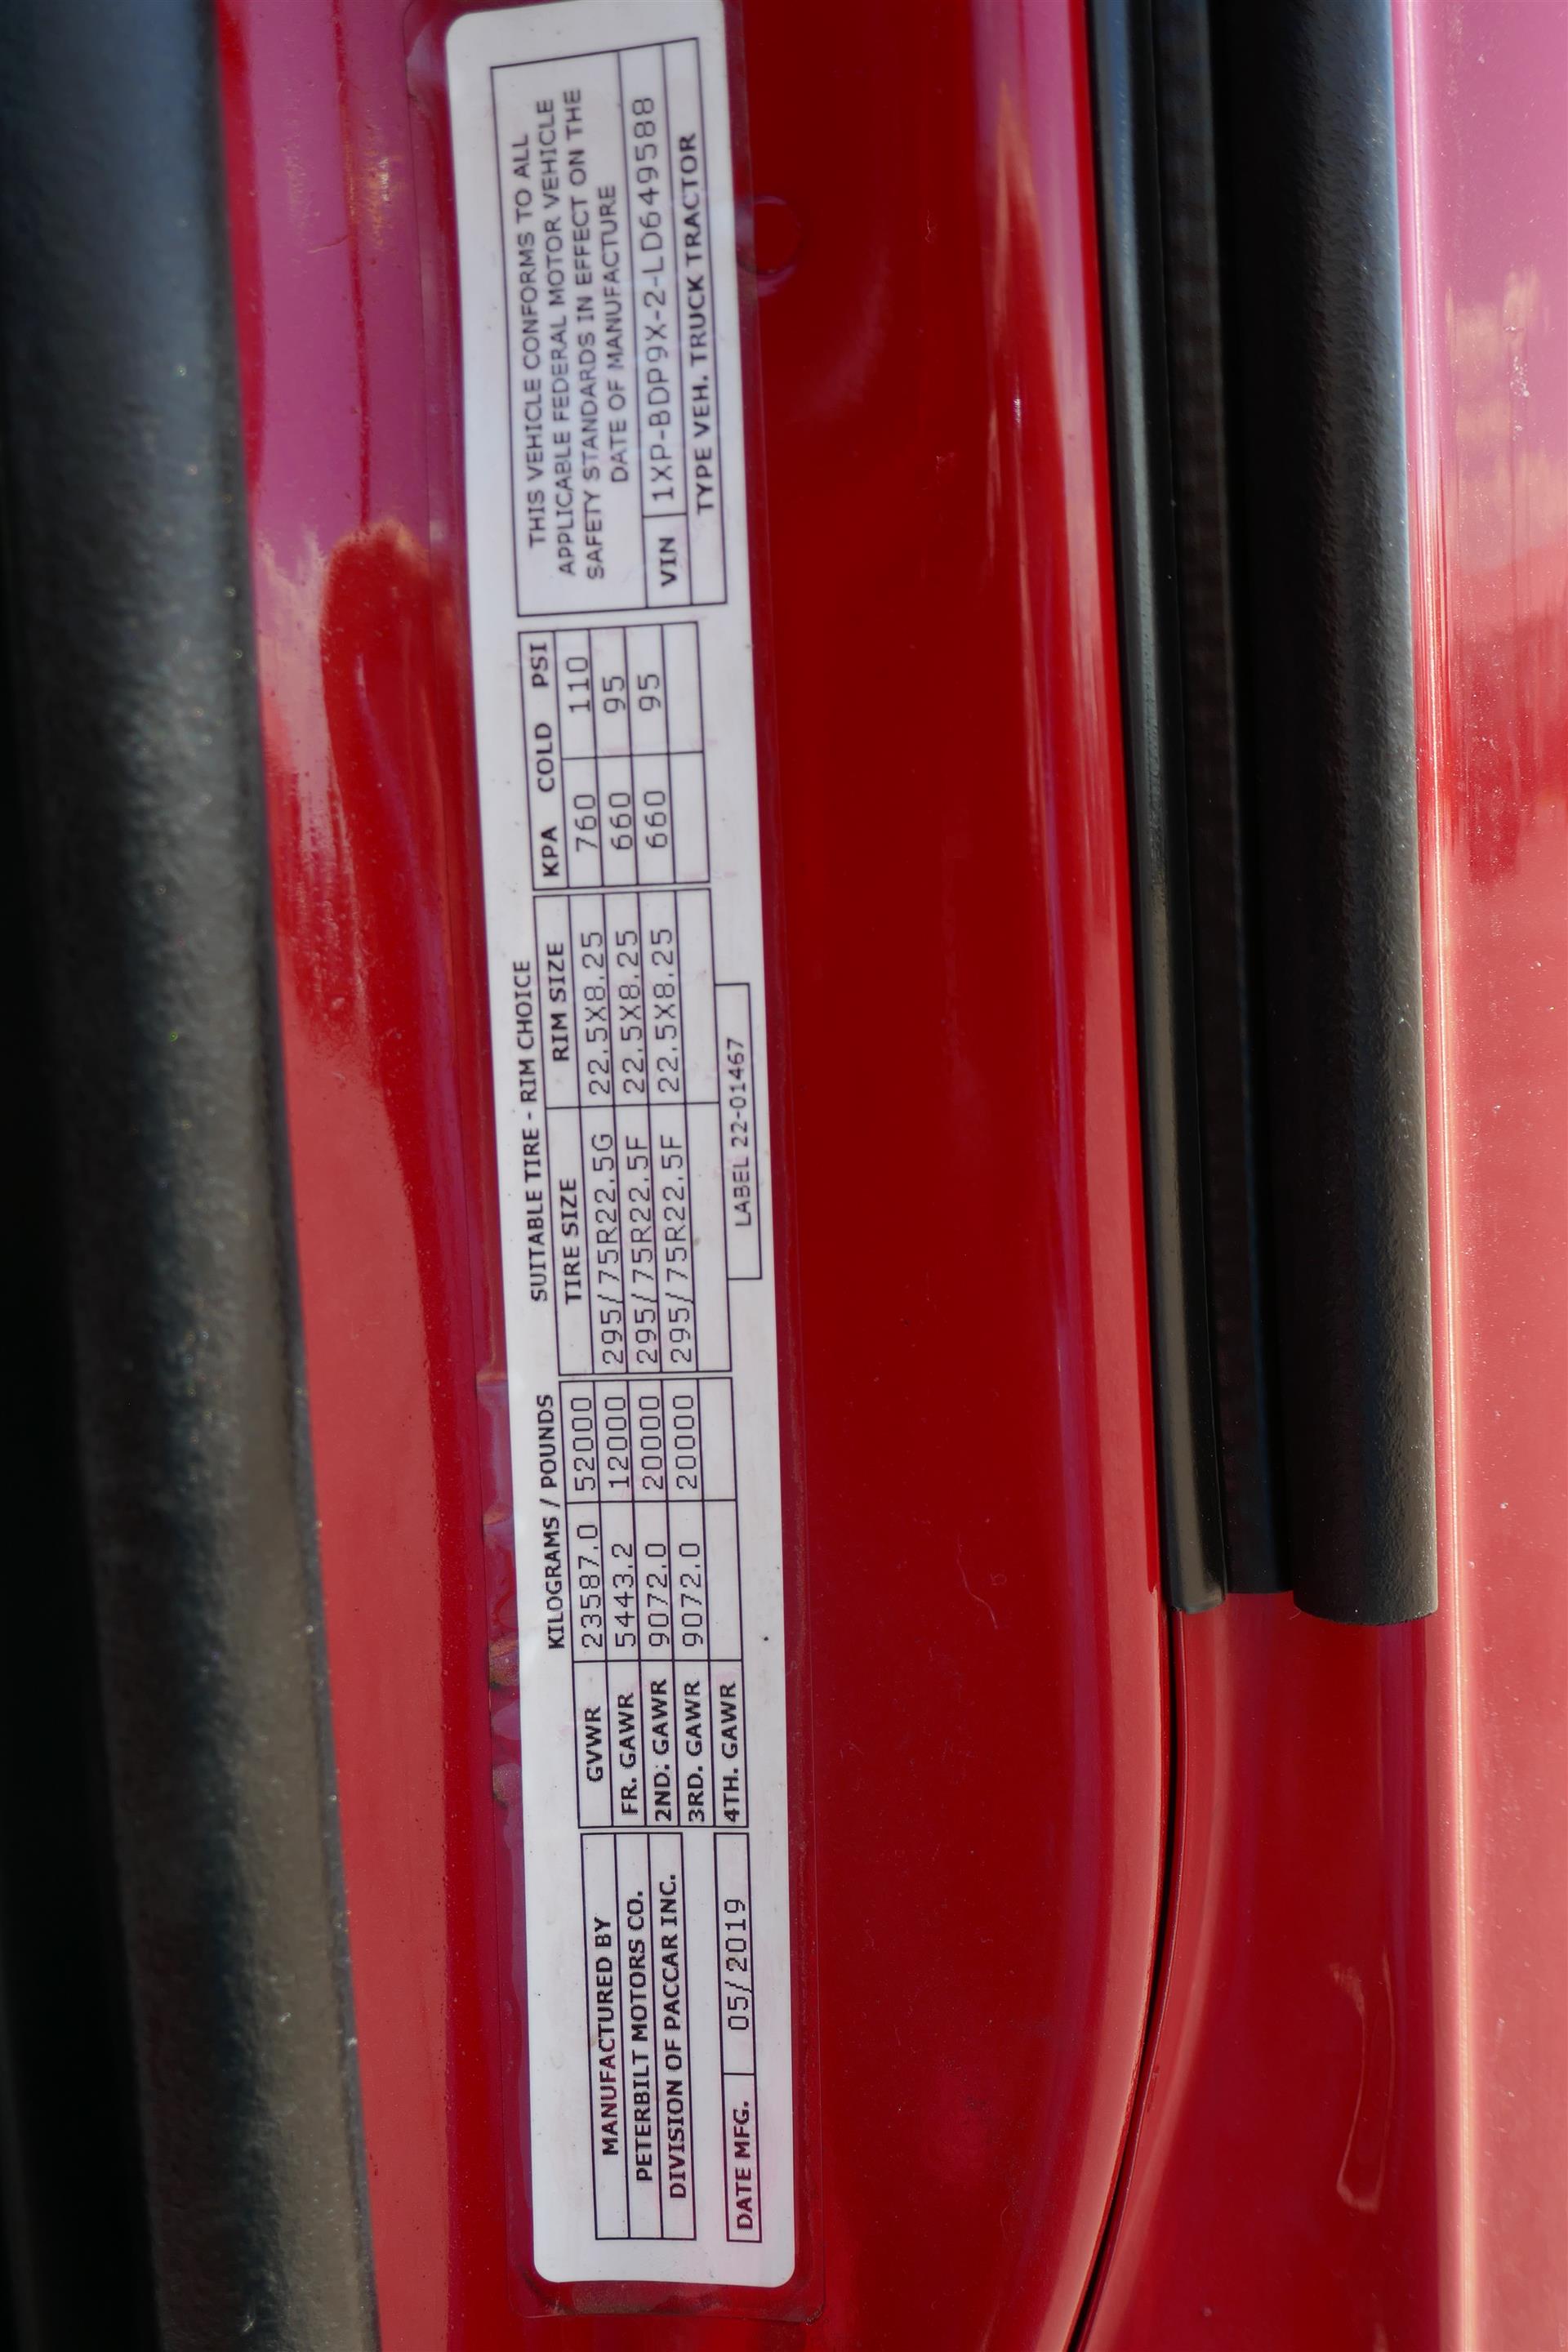 MANUFACTURED BY
PETERBILT MOTORS CO.
DIVISION OF PACCAR INC.
DATE MFG. 05/2019
KILOGRAMS / POUNDS
GVWR 23587.0 52000
FR. GAWR 5443.2 12000
2ND. GAWR 9072.0 20000
3RD. GAWR 9072.0 20000
4TH. GAWR
SUITABLE TIRE - RIM CHOICE
TIRE SIZE RIM SIZE KPA COLD PSI
295/75R22.5G 22.5X8.25 760 110
295/75R22.5F 22.5X8.25 660 95
295/75R22.5F 22.5X8.25 660 95
LABEL 22-01467
THIS VEHICLE CONFORMS TO ALL
APPLICABLE FEDERAL MOTOR VEHICLE
SAFETY STANDARDS IN EFFECT ON THE
DATE OF MANUFACTURE
VIN 1XP-BDP9X-2-LD649588
TYPE VEH. TRUCK TRACTOR